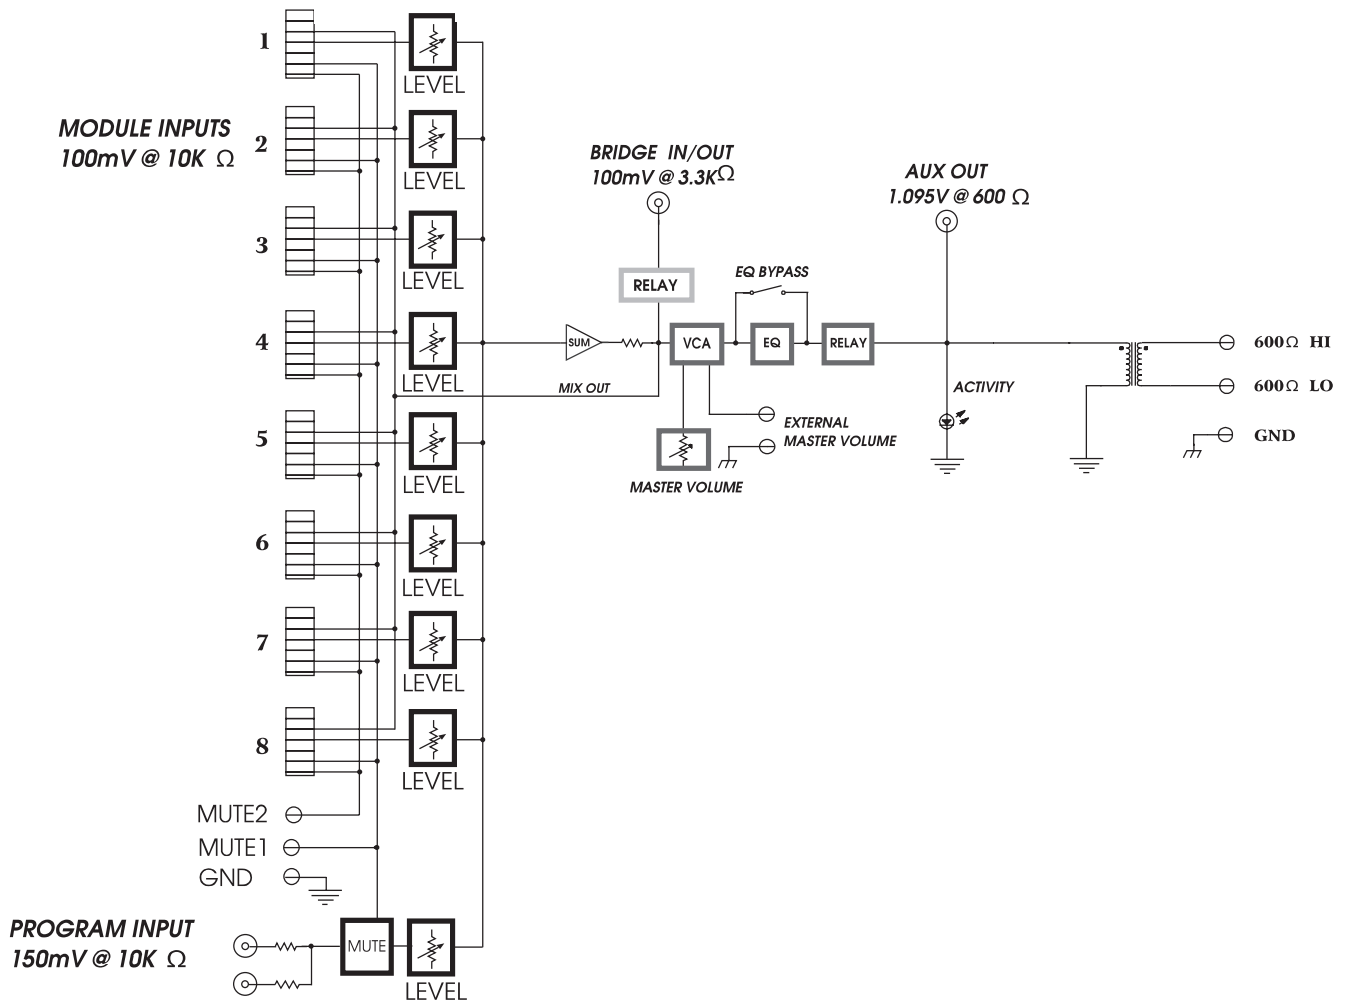 1
LEVEL
MODULE INPUTS
100mV @ 10K Ω
2
LEVEL
3
LEVEL
4
LEVEL
5
LEVEL
6
LEVEL
7
LEVEL
8
LEVEL
BRIDGE IN/OUT
100mV @ 3.3KΩ
RELAY
EQ BYPASS
SUM
VCA
EQ
RELAY
MIX OUT
MASTER VOLUME
EXTERNAL
MASTER VOLUME
AUX OUT
1.095V @ 600 Ω
ACTIVITY
600Ω HI
600Ω LO
GND
MUTE2
MUTE1
GND
PROGRAM INPUT
150mV @ 10K Ω
MUTE
LEVEL